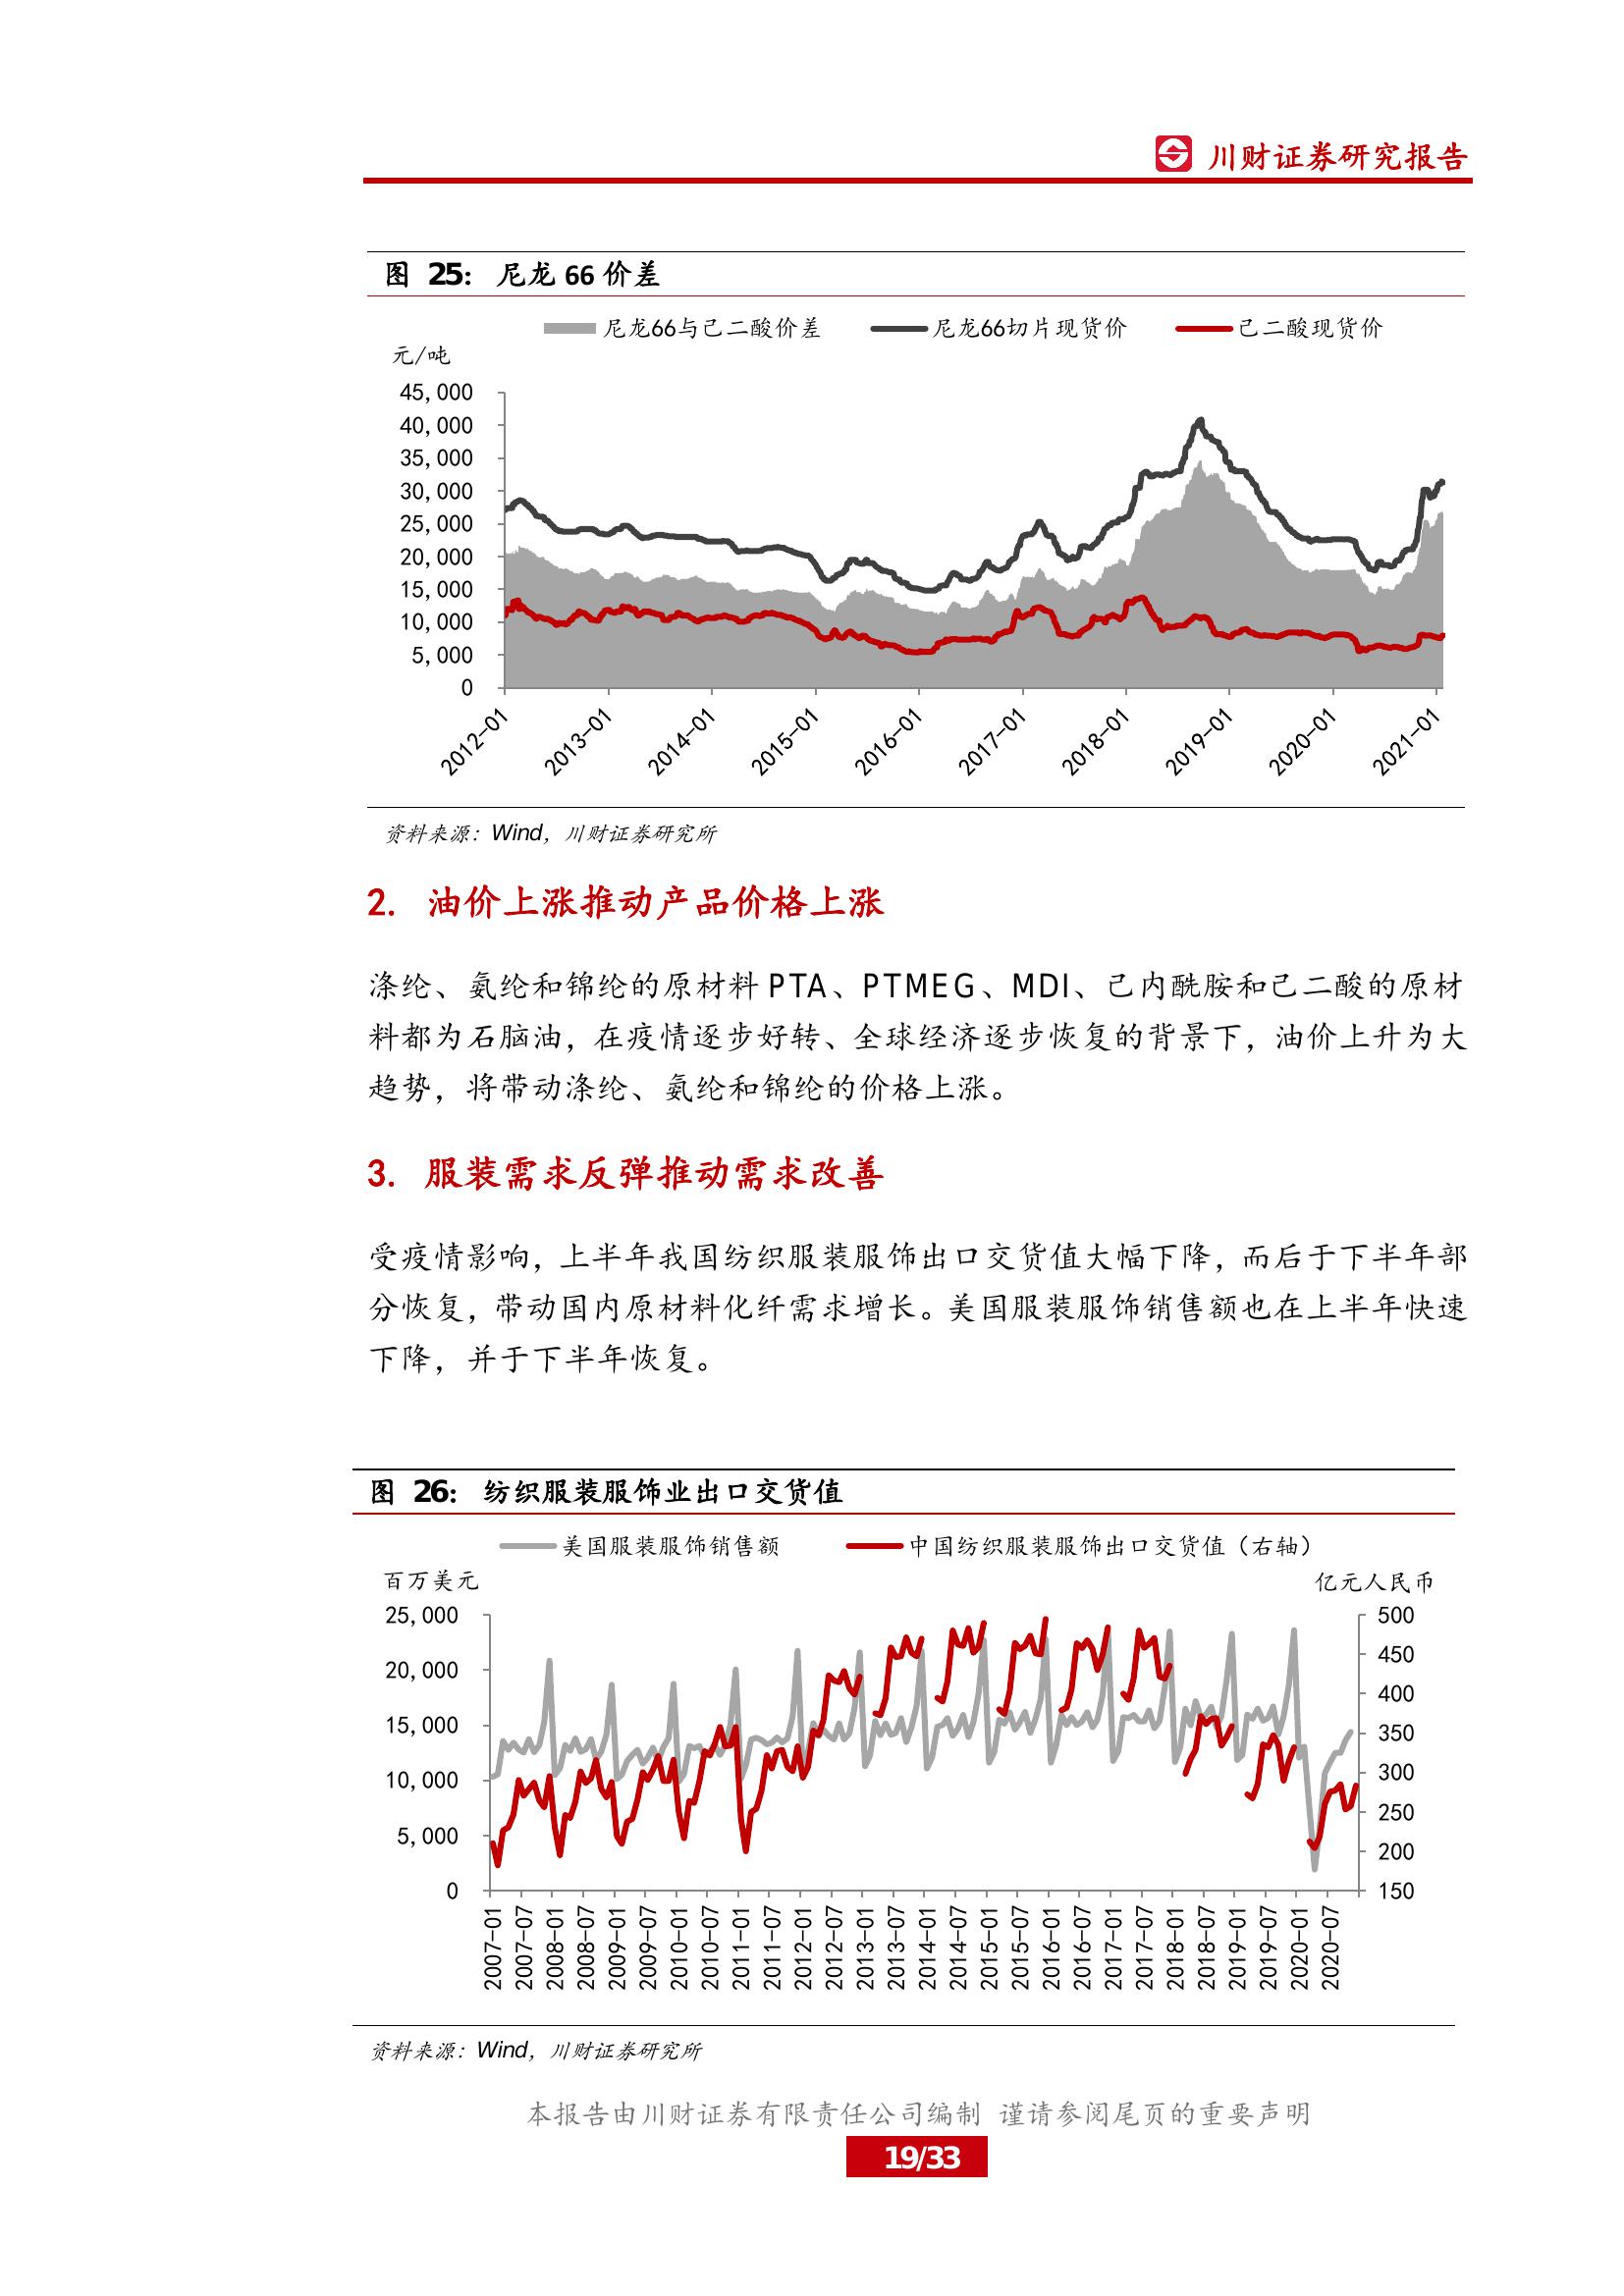 川财证券研究报告
图 25： 尼龙 66 价差
尼龙66与己二酸价差 尼龙66切片现货价 己二酸现货价
元/吨
45,000
40,000
35,000
30,000
25,000
20,000
15,000
10,000
5,000
0
2012-01 2013-01 2014-01 2015-01 2016-01 2017-01 2018-01 2019-01 2020-01 2021-01
资料来源：Wind，川财证券研究所
2. 油价上涨推动产品价格上涨
涤纶、氨纶和锦纶的原材料 PTA、PTMEG、MDI、己内酰胺和己二酸的原材
料都为石脑油，在疫情逐步好转、全球经济逐步恢复的背景下，油价上升为大
趋势，将带动涤纶、氨纶和锦纶的价格上涨。
3. 服装需求反弹推动需求改善
受疫情影响，上半年我国纺织服装服饰出口交货值大幅下降，而后于下半年部
分恢复，带动国内原材料化纤需求增长。美国服装服饰销售额也在上半年快速
下降，并于下半年恢复。
图 26： 纺织服装服饰业出口交货值
美国服装服饰销售额 中国纺织服装服饰出口交货值（右轴）
百万美元 亿元人民币
25,000
20,000
15,000
10,000
5,000
0
500
450
400
350
300
250
200
150
2007-01 2007-07 2008-01 2008-07 2009-01 2009-07 2010-01 2010-07 2011-01 2011-07 2012-01 2012-07 2013-01 2013-07 2014-01 2014-07 2015-01 2015-07 2016-01 2016-07 2017-01 2017-07 2018-01 2018-07 2019-01 2019-07 2020-01 2020-07
资料来源：Wind，川财证券研究所
本报告由川财证券有限责任公司编制 谨请参阅尾页的重要声明
19/33